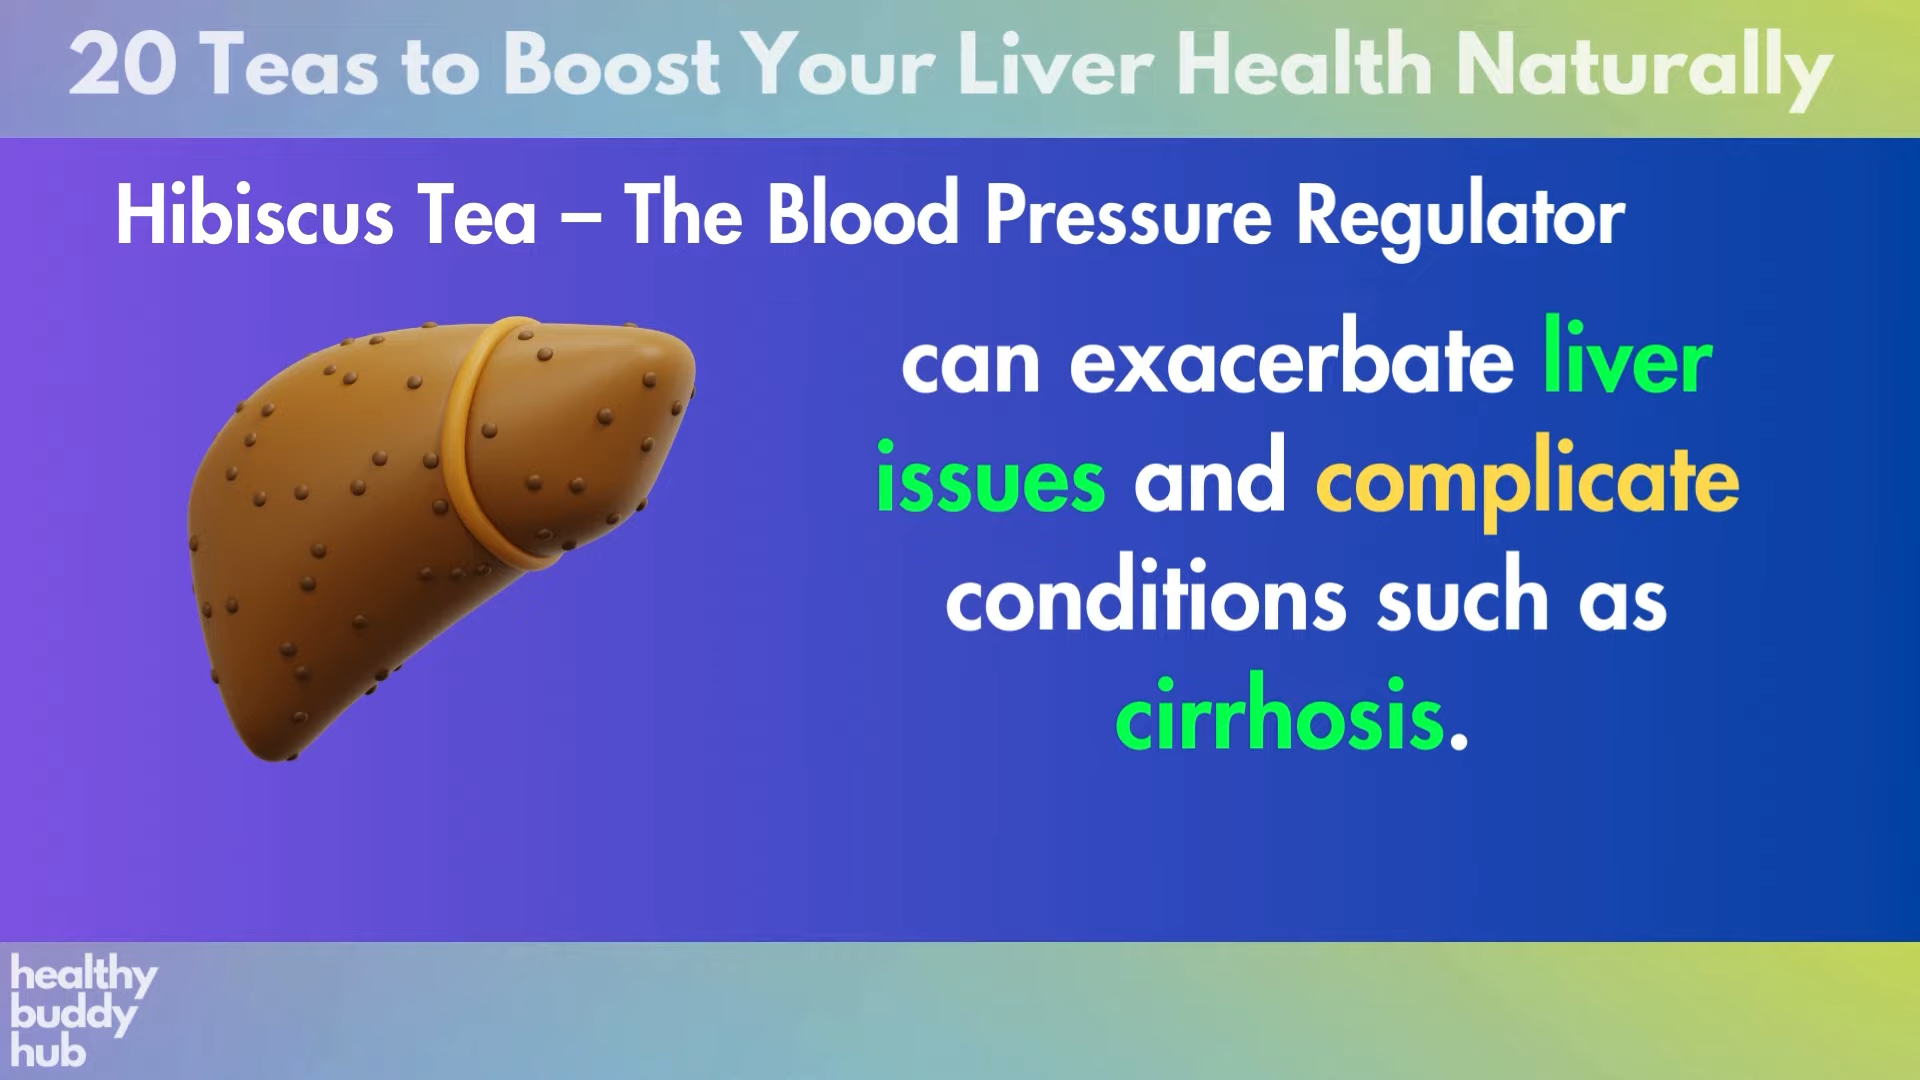 20 Teas to Boost Your Liver Health Naturally
Hibiscus Tea – The Blood Pressure Regulator
can exacerbate liver
issues and complicate
conditions such as
cirrhosis.
healthy
buddy
hub